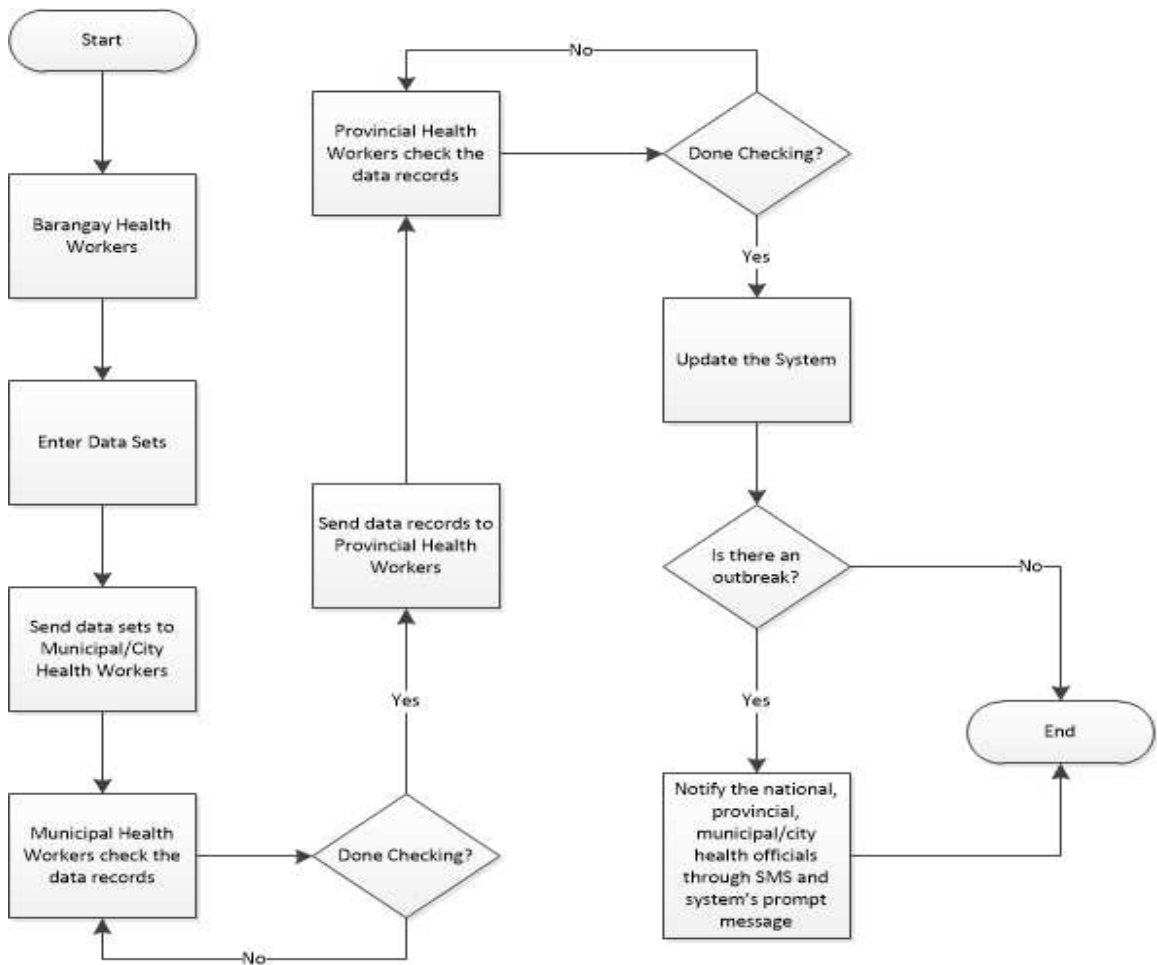 Start
Barangay Health
Workers
Enter Data Sets
Send data sets to
Municipal/City
Health Workers
Municipal Health
Workers check the
data records
Done Checking?
No
Yes
Send data records to
Provincial Health
Workers
Provincial Health
Workers check the
data records
Done Checking?
No
Yes
Update the System
Is there an
outbreak?
No
Yes
Notify the national,
provincial,
municipal/city
health officials
through SMS and
system's prompt
message
End